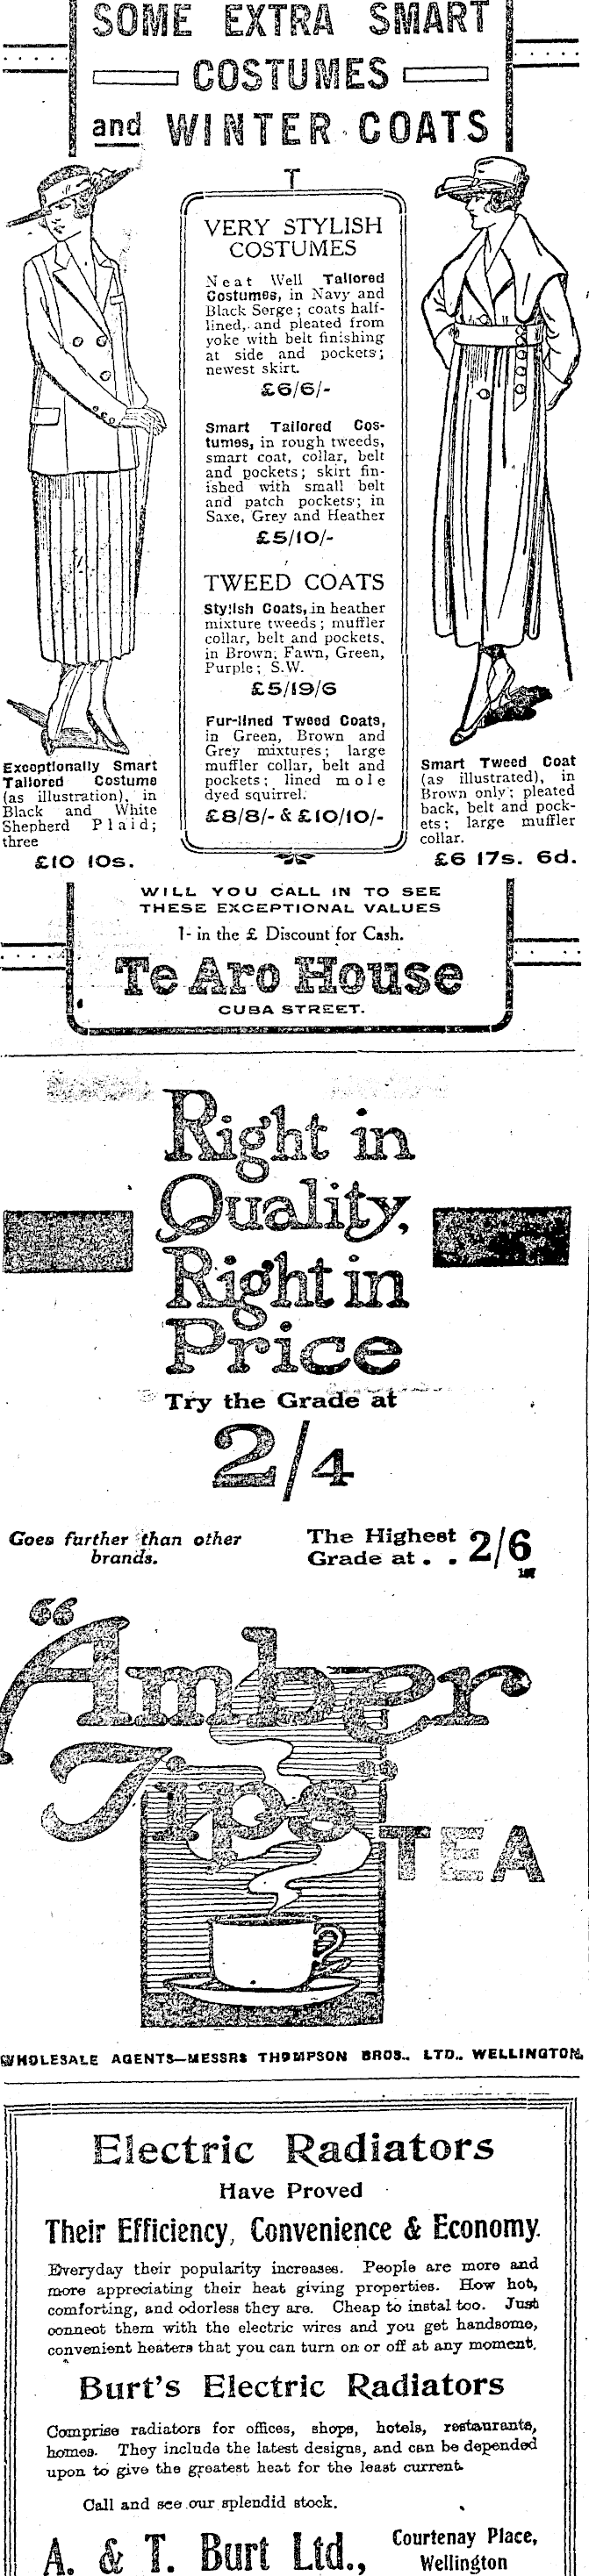 SOME EXTRA SMART
COSTUMES
and WINTER COATS
VERY STYLISH
COSTUMES
Neat Well Tailored
Costumes, in Navy and
Black Serge; coats half-
lined, and pleated from
yoke with belt finishing
at side and pockets;
newest skirt.
£6/6/-
Smart Tailored Cos-
tumes, in rough tweeds,
smart coat, collar, belt
and pockets; skirt fin-
ished with small belt
and patch pockets; in
Saxe, Grey and Heather
£5/10/-
TWEED COATS
Stylish Coats, in heather
mixture tweeds; muffler
collar, belt and pockets,
in Brown, Fawn, Green,
Purple; S.W.
£5/19/6
Fur-lined Tweed Coats,
in Green, Brown and
Grey mixtures; large
muffler collar, belt and
pockets; lined mole
dyed squirrel.
£8/8/- & £10/10/-
Exceptionally Smart
Tailored Costume
(as illustration), in
Black and White
Shepherd Plaid;
three
£10 10s.
Smart Tweed Coat
(as illustrated), in
Brown only; pleated
back, belt and pock-
ets; large muffler
collar.
£6 17s. 6d.
WILL YOU CALL IN TO SEE
THESE EXCEPTIONAL VALUES
1- in the £ Discount for Cash.
Te Aro House
CUBA STREET.
Right in
Quality,
Right in
Price
Try the Grade at
2/4
Goes further than other
brands.
The Highest
Grade at . . 2/6
"Amber
Tips"
TEA
WHOLESALE AGENTS—MESSRS THOMPSON BROS., LTD., WELLINGTON.
Electric Radiators
Have Proved
Their Efficiency, Convenience & Economy.
Everyday their popularity increases. People are more and
more appreciating their heat giving properties. How hot,
comforting, and odorless they are. Cheap to instal too. Just
connect them with the electric wires and you get handsome,
convenient heaters that you can turn on or off at any moment.
Burt's Electric Radiators
Comprise radiators for offices, shops, hotels, restaurants,
homes. They include the latest designs, and can be depended
upon to give the greatest heat for the least current.
Call and see our splendid stock.
A. & T. Burt Ltd.,
Courtenay Place,
Wellington